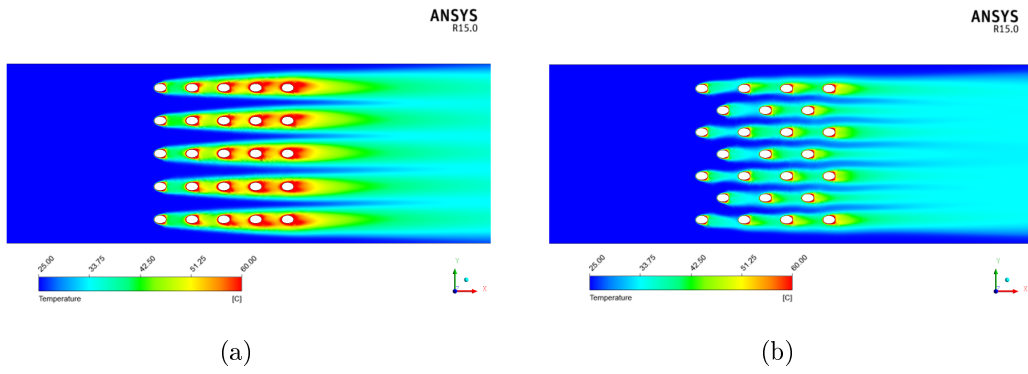 ANSYS
R15.0
25.00 33.75 42.50 51.25 60.00
Temperature [C]
Y
X
Z
(a)
ANSYS
R15.0
25.00 33.75 42.50 51.25 60.00
Temperature [C]
Y
X
Z
(b)